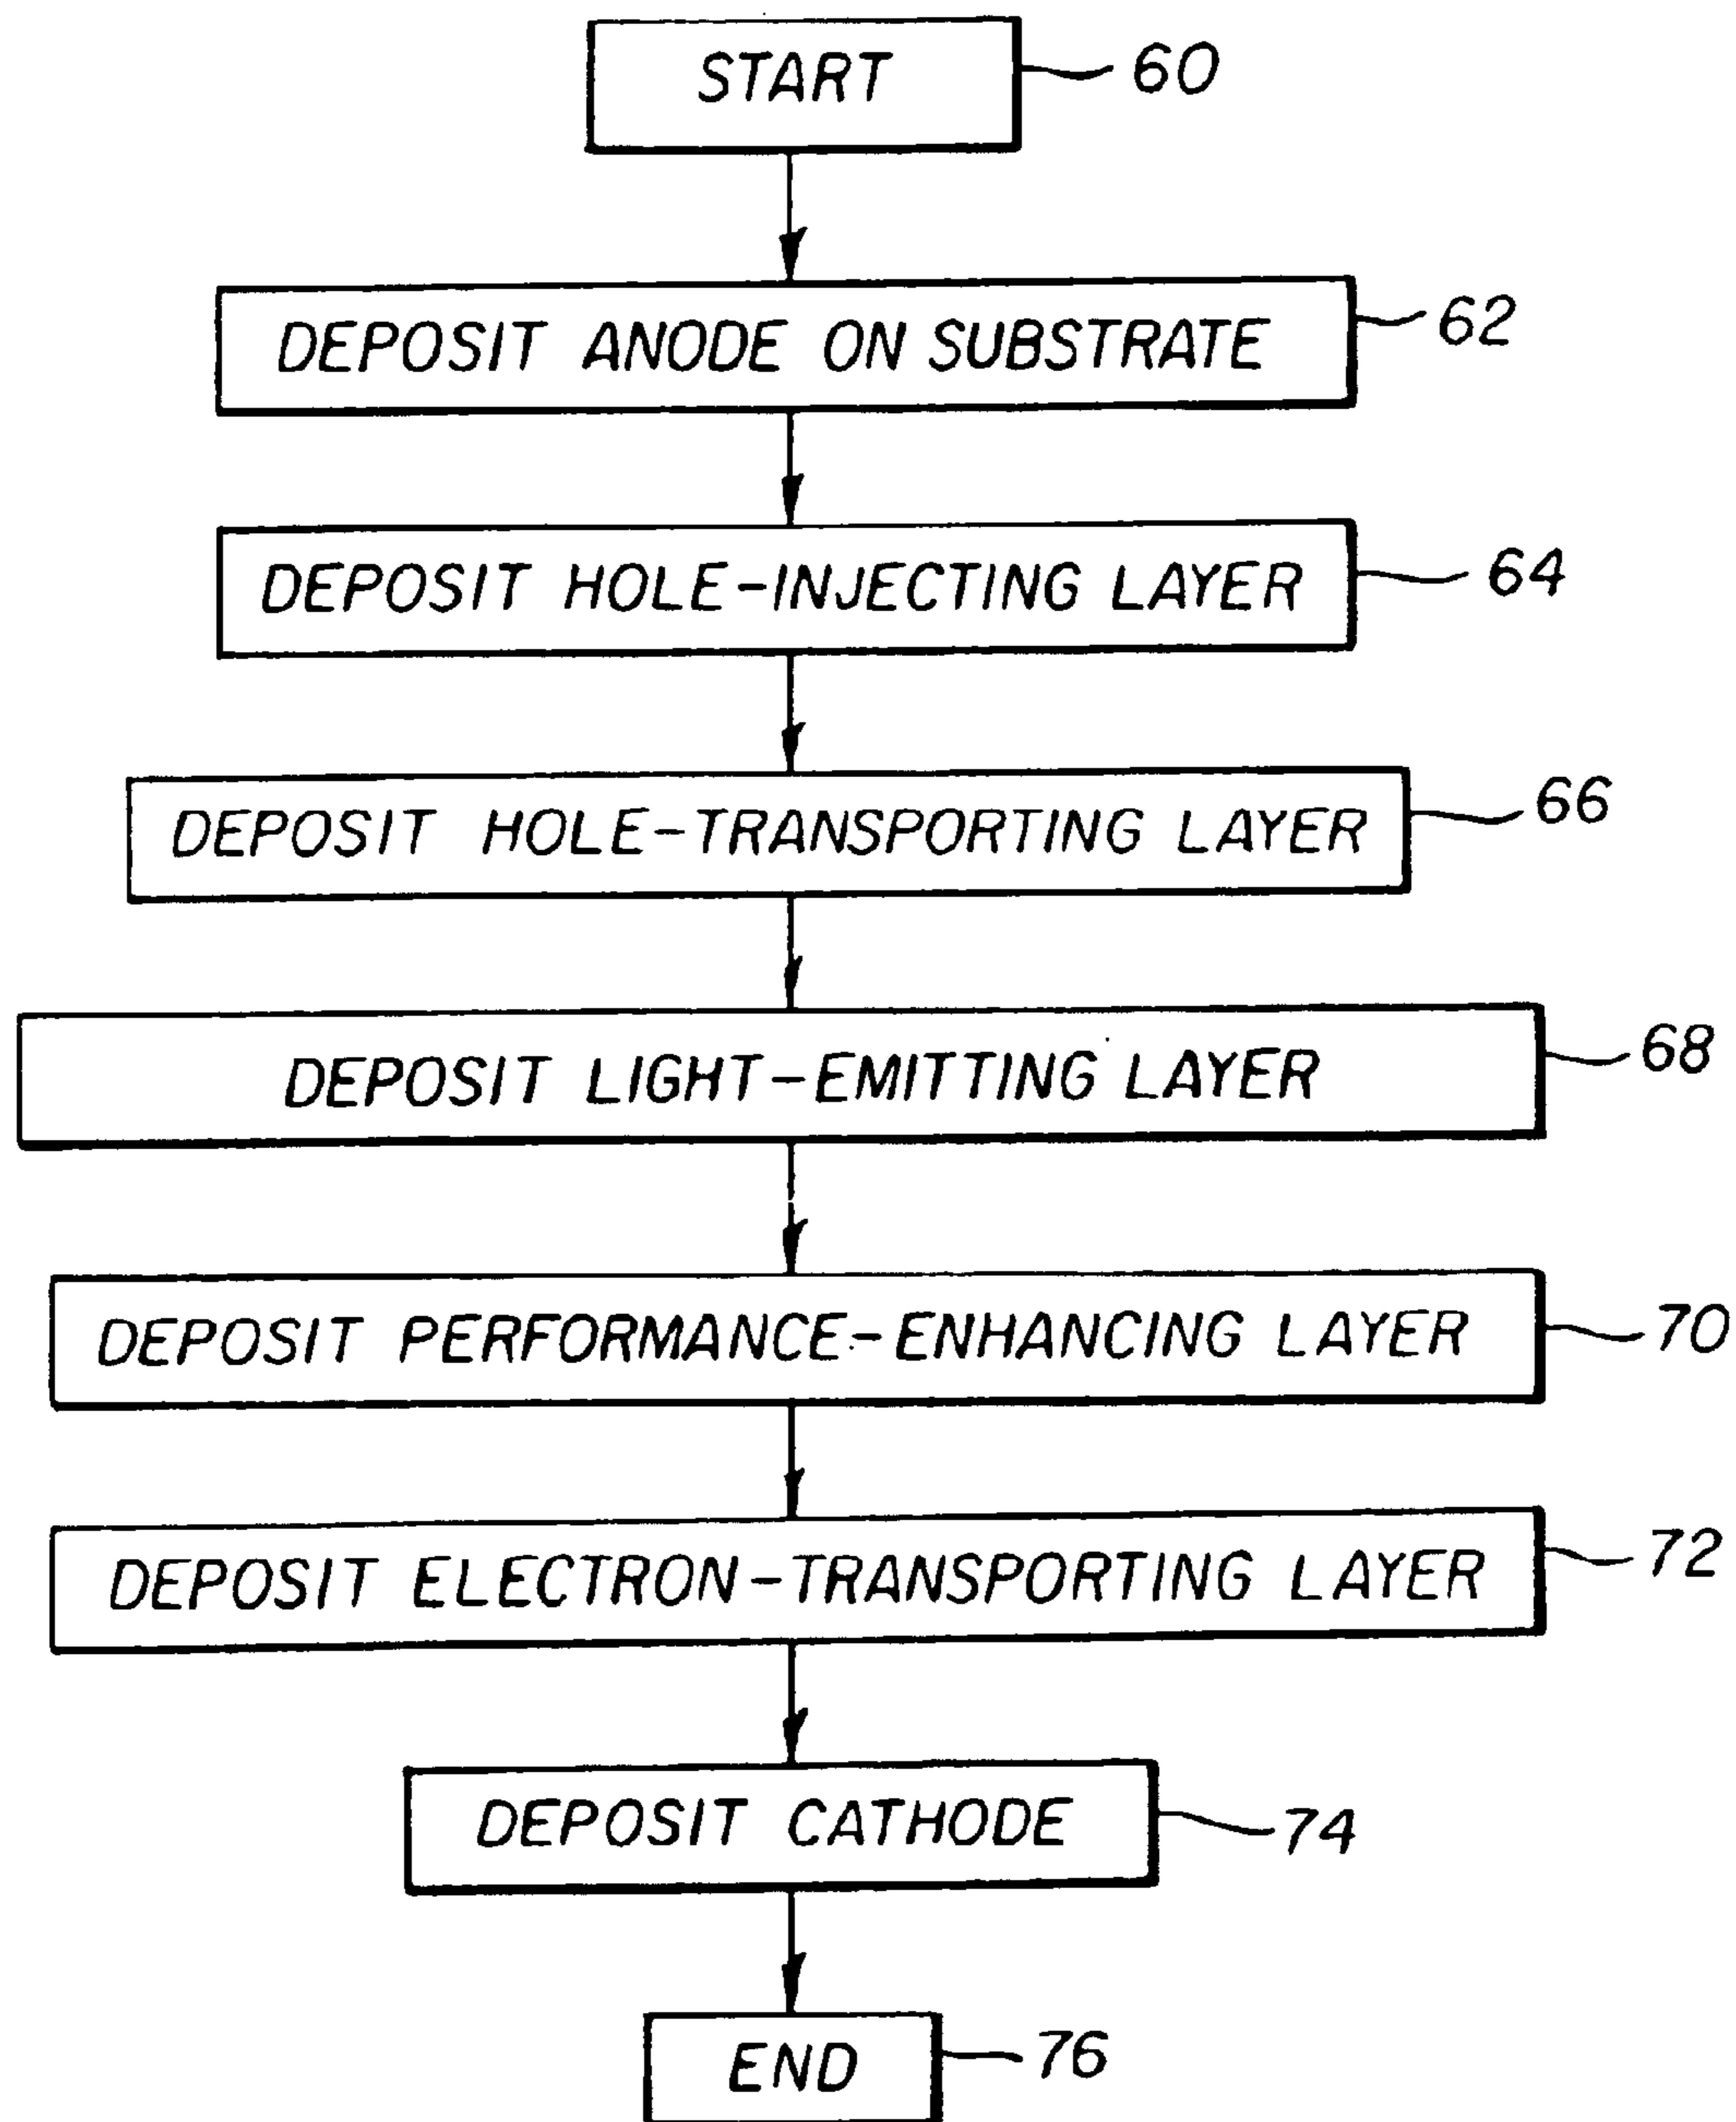 START 60
DEPOSIT ANODE ON SUBSTRATE 62
DEPOSIT HOLE-INJECTING LAYER 64
DEPOSIT HOLE-TRANSPORTING LAYER 66
DEPOSIT LIGHT-EMITTING LAYER 68
DEPOSIT PERFORMANCE-ENHANCING LAYER 70
DEPOSIT ELECTRON-TRANSPORTING LAYER 72
DEPOSIT CATHODE 74
END 76